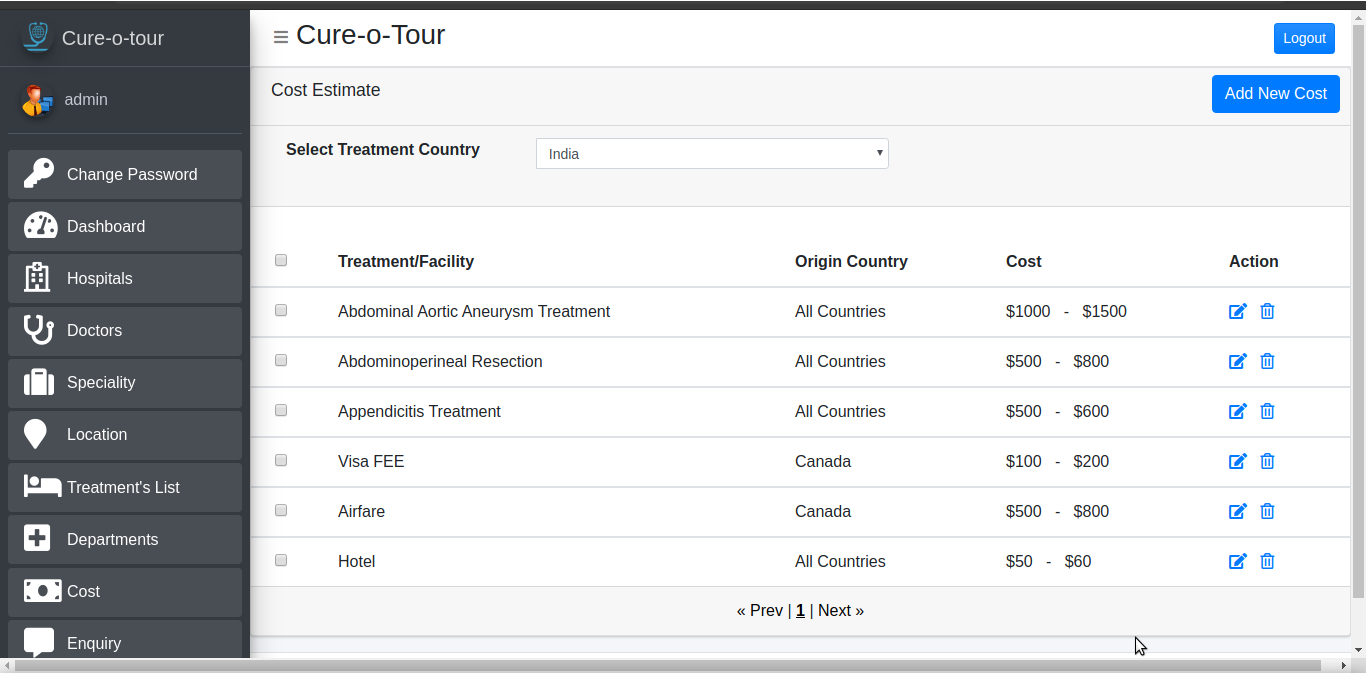 Cure-o-tour
admin
Change Password
Dashboard
Hospitals
Doctors
Speciality
Location
Treatment's List
Departments
Cost
Enquiry
Cure-o-Tour
Logout
Cost Estimate
Add New Cost
Select Treatment Country India
Treatment/Facility Origin Country Cost Action
Abdominal Aortic Aneurysm Treatment All Countries $1000 - $1500
Abdominoperineal Resection All Countries $500 - $800
Appendicitis Treatment All Countries $500 - $600
Visa FEE Canada $100 - $200
Airfare Canada $500 - $800
Hotel All Countries $50 - $60
« Prev | 1 | Next »